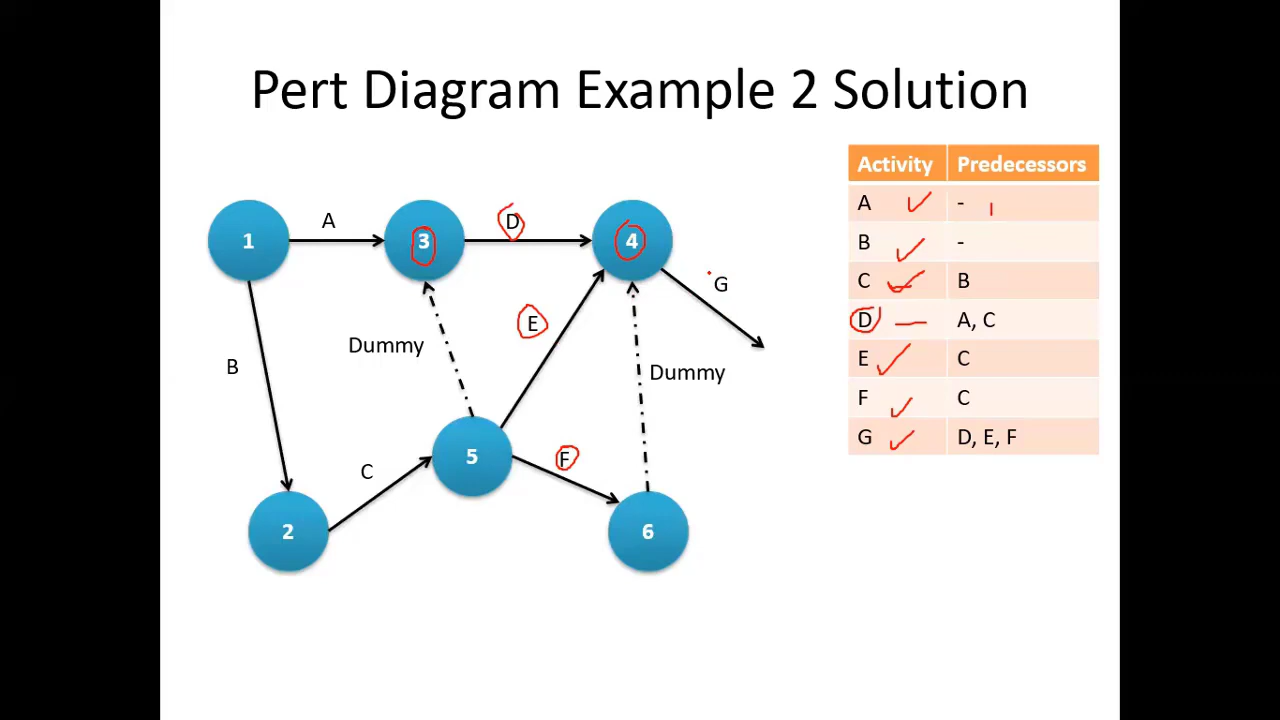 Pert Diagram Example 2 Solution
Activity Predecessors
A -
B -
C B
D A, C
E C
F C
G D, E, F
1 A 3 D 4
G
E
Dummy
B
Dummy
C 5 F
2 6